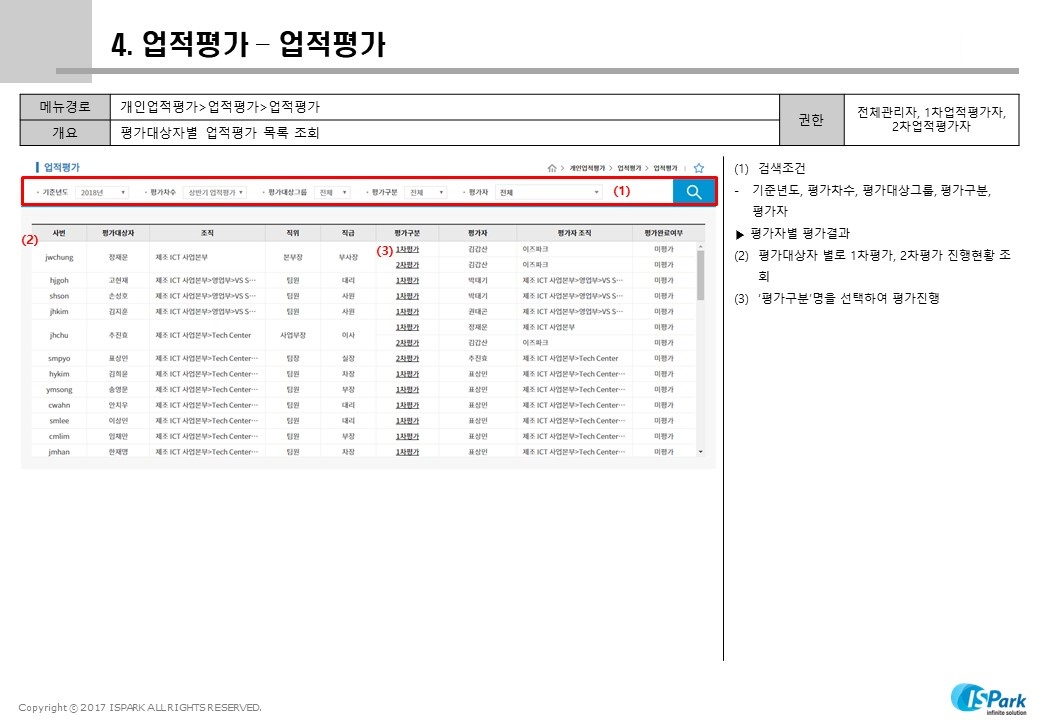 4. 업적평가 – 업적평가
메뉴경로 개인업적평가>업적평가>업적평가
개요 평가대상자별 업적평가 목록 조회
권한
전체관리자, 1차업적평가자,
2차업적평가자
업적평가
개인업적평가 > 업적평가 > 업적평가
기준년도 2018년 평가차수 상반기 업적평가 평가대상그룹 전체 평가구분 전체 평가자 전체 (1)
(2)
사번 평가대상자 조직 직위 직급 평가구분 평가자 평가자 조직 평가완료여부
(3)
jwchung 정재문 제조 ICT 사업본부 본부장 부사장 1차평가 김갑산 이즈파크 미평가
2차평가 김갑산 이즈파크 미평가
hjgoh 고현제 제조 ICT 사업본부>영업부>VS S··· 팀원 대리 1차평가 박태기 제조 ICT 사업본부>영업부>VS S··· 미평가
shson 손성호 제조 ICT 사업본부>영업부>VS S··· 팀원 사원 1차평가 박태기 제조 ICT 사업본부>영업부>VS S··· 미평가
jhkim 김지훈 제조 ICT 사업본부>영업부>VS S··· 팀원 사원 1차평가 권태곤 제조 ICT 사업본부>영업부>VS S··· 미평가
jhchu 추진호 제조 ICT 사업본부>Tech Center 사업부장 이사 1차평가 정재문 제조 ICT 사업본부 미평가
2차평가 김갑산 이즈파크 미평가
smpyo 표상민 제조 ICT 사업본부>Tech Center··· 팀장 실장 2차평가 추진호 제조 ICT 사업본부>Tech Center 미평가
hykim 김희윤 제조 ICT 사업본부>Tech Center··· 팀원 차장 1차평가 표상민 제조 ICT 사업본부>Tech Center··· 미평가
ymsong 송영문 제조 ICT 사업본부>Tech Center··· 팀원 부장 1차평가 표상민 제조 ICT 사업본부>Tech Center··· 미평가
cwahn 안치우 제조 ICT 사업본부>Tech Center··· 팀원 대리 1차평가 표상민 제조 ICT 사업본부>Tech Center··· 미평가
smlee 이상민 제조 ICT 사업본부>Tech Center··· 팀원 대리 1차평가 표상민 제조 ICT 사업본부>Tech Center··· 미평가
cmlim 임채만 제조 ICT 사업본부>Tech Center··· 팀원 부장 1차평가 표상민 제조 ICT 사업본부>Tech Center··· 미평가
jmhan 한재명 제조 ICT 사업본부>Tech Center··· 팀원 차장 1차평가 표상민 제조 ICT 사업본부>Tech Center··· 미평가
(1) 검색조건
- 기준년도, 평가차수, 평가대상그룹, 평가구분,
평가자
▶ 평가자별 평가결과
(2) 평가대상자 별로 1차평가, 2차평가 진행현황 조
회
(3) '평가구분'명을 선택하여 평가진행
Copyright ⓒ 2017 ISPARK ALL RIGHTS RESERVED.
ISPark
infinite solution